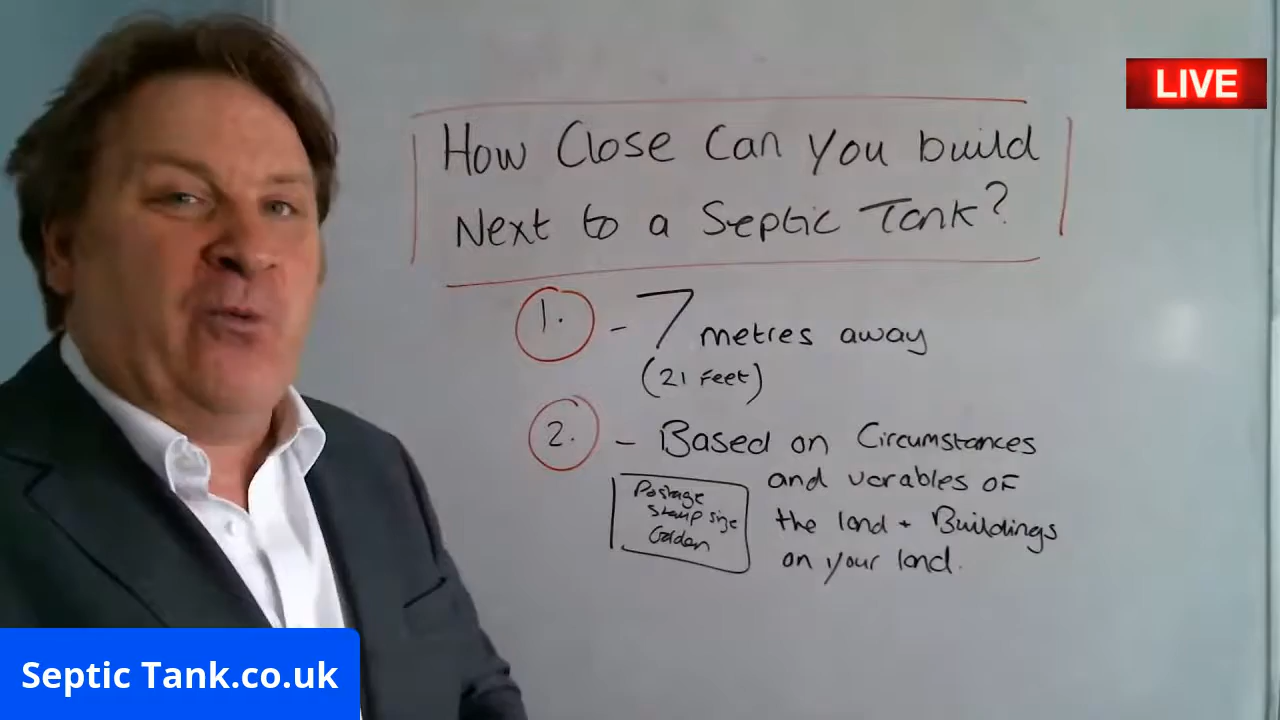 LIVE
How Close Can You build
Next to a Septic Tank?
1. - 7 metres away
(21 Feet)
2. - Based on Circumstances
and varables of
the land + Buildings
on your land.
Postage
Stamp size
Garden
Septic Tank.co.uk